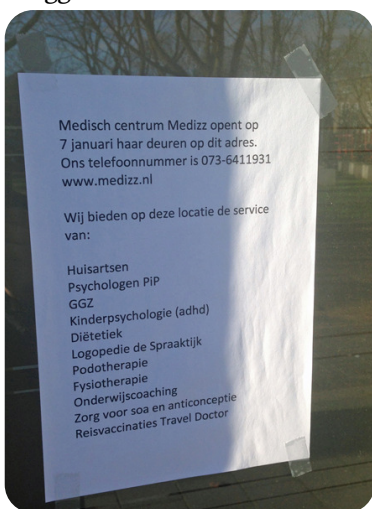 Medisch centrum Medizz opent op
7 januari haar deuren op dit adres.
Ons telefoonnummer is 073-6411931
www.medizz.nl
Wij bieden op deze locatie de service
van:
Huisartsen
Psychologen PiP
GGZ
Kinderpsychologie (adhd)
Diëtetiek
Logopedie de Spraaktijk
Podotherapie
Fysiotherapie
Onderwijscoaching
Zorg voor soa en anticonceptie
Reisvaccinaties Travel Doctor